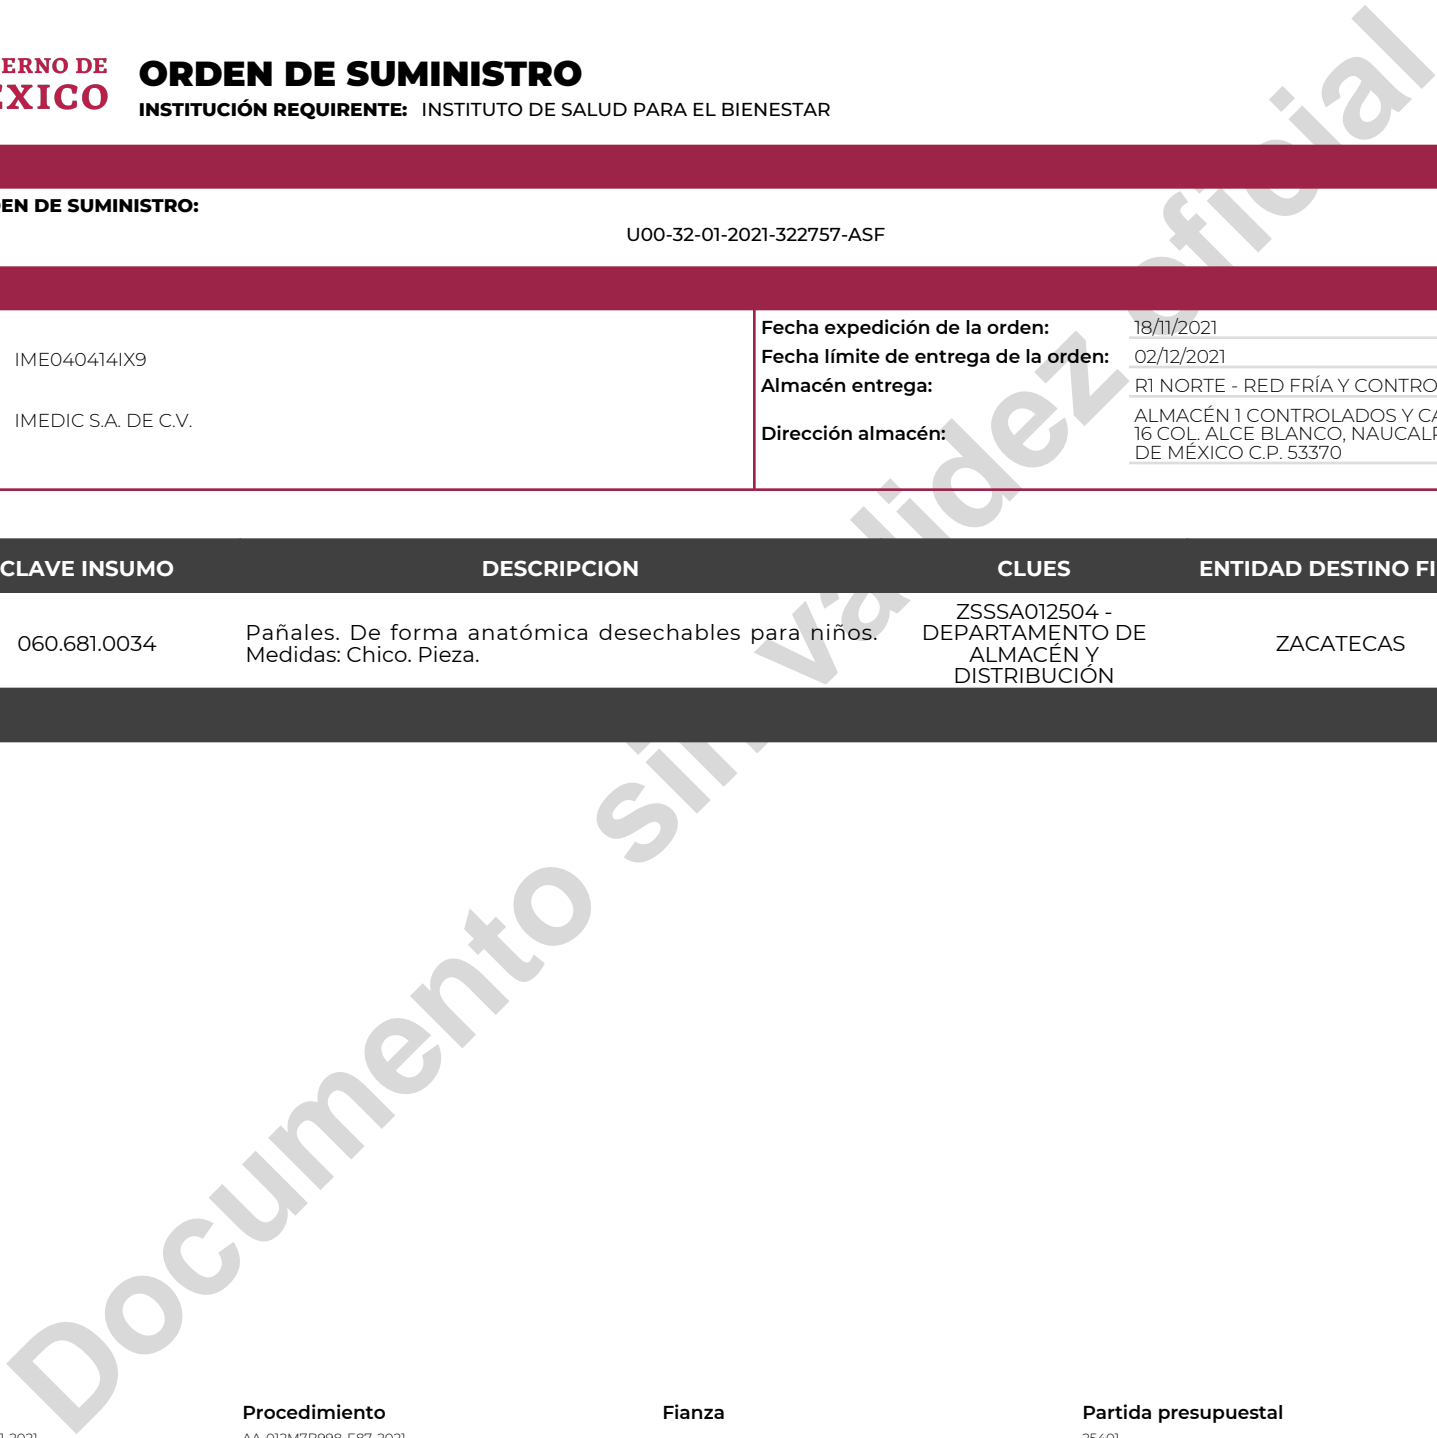 ERNO DE
ÉXICO
ORDEN DE SUMINISTRO
INSTITUCIÓN REQUIRENTE: INSTITUTO DE SALUD PARA EL BIENESTAR
EN DE SUMINISTRO:
U00-32-01-2021-322757-ASF
IME040414IX9
IMEDIC S.A. DE C.V.
Fecha expedición de la orden: 18/11/2021
Fecha límite de entrega de la orden: 02/12/2021
Almacén entrega: R1 NORTE - RED FRÍA Y CONTRO
Dirección almacén: ALMACÉN 1 CONTROLADOS Y CA
16 COL. ALCE BLANCO, NAUCALP
DE MÉXICO C.P. 53370
CLAVE INSUMO DESCRIPCION CLUES ENTIDAD DESTINO FI
060.681.0034
Pañales. De forma anatómica desechables para niños.
Medidas: Chico. Pieza.
ZSSSA012504 -
DEPARTAMENTO DE
ALMACÉN Y
DISTRIBUCIÓN
ZACATECAS
Documento sin validez oficial
Procedimiento Fianza Partida presupuestal